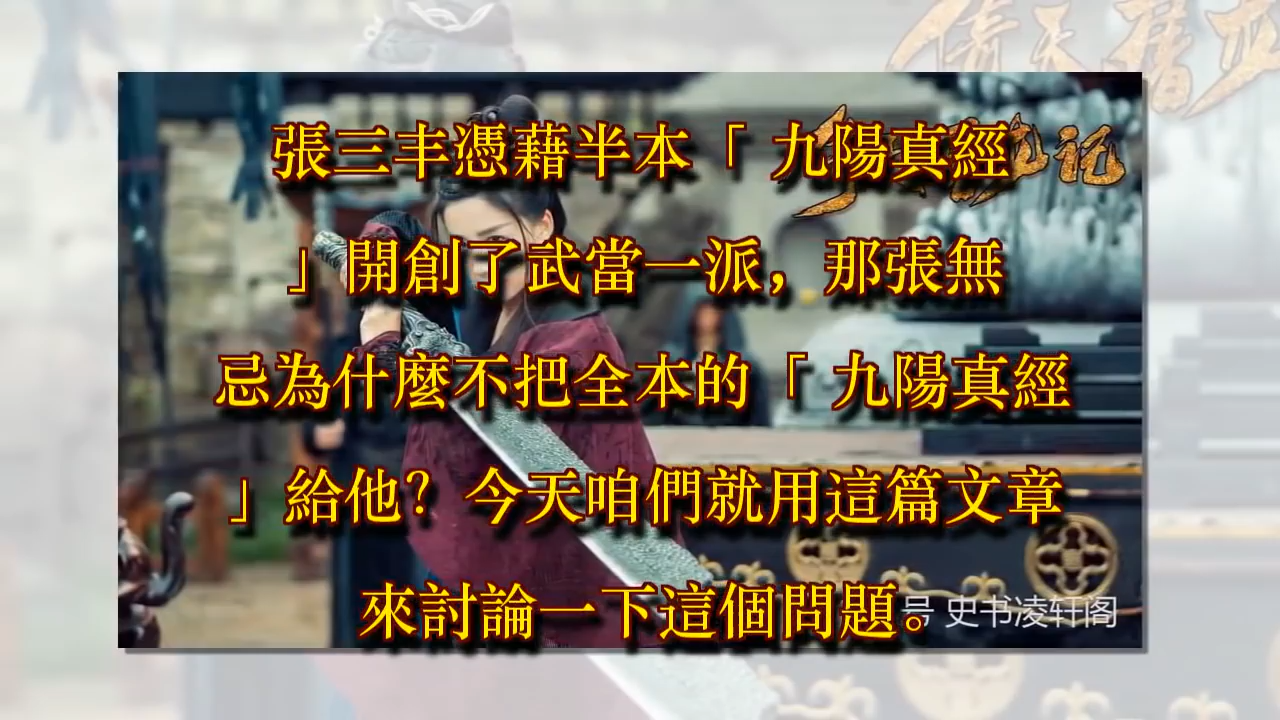 張三丰憑藉半本「 九陽真經
」開創了武當一派，那張無
忌為什麼不把全本的「 九陽真經
」給他？今天咱們就用這篇文章
來討論一下這個問題。
号 史书凌轩阁